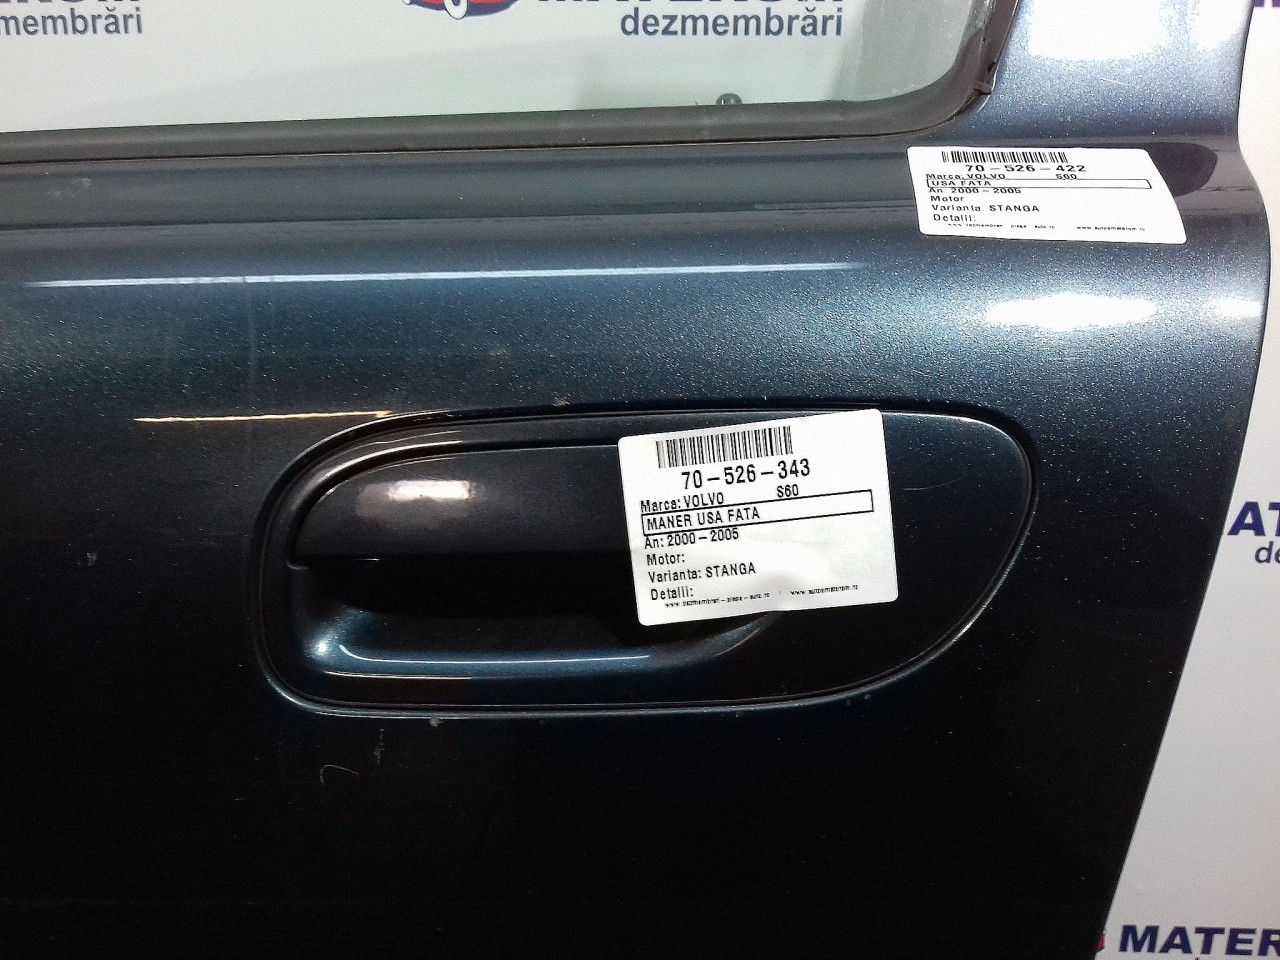 dezmembrări
dezmembrări
70-526-422
Marca: VOLVO S60
USA FATA
An 2000-2005
Motor
Varianta STANGA
Detalii:
70-526-343
Marca: VOLVO S60
MANER USA FATA
An: 2000-2005
Motor:
Varianta: STANGA
Detalii:
MATER